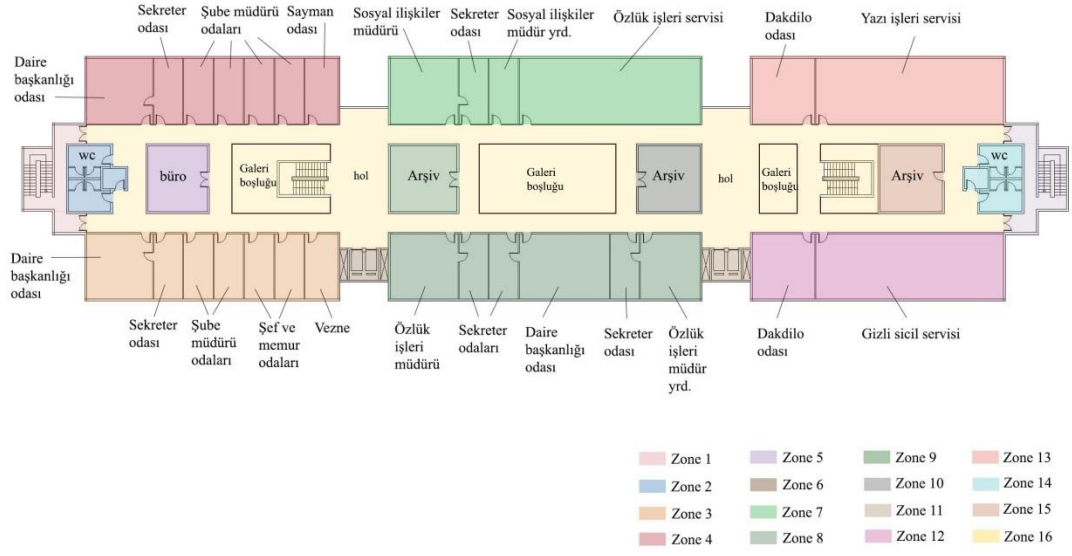 Sekreter
odası
Şube müdürü
odaları
Sayman
odası
Sosyal ilişkiler
müdürü
Sekreter
odası
Sosyal ilişkiler
müdür yrd.
Özlük işleri servisi
Dakdilo
odası
Yazı işleri servisi
Daire
başkanlığı
odası
wc
büro
Galeri
boşluğu
hol
Arşiv
Galeri
boşluğu
Arşiv
hol
Galeri
boşluğu
Arşiv
wc
Daire
başkanlığı
odası
Sekreter
odası
Şube
müdürü
odaları
Şef ve
memur
odaları
Vezne
Özlük
işleri
müdürü
Sekreter
odaları
Daire
başkanlığı
odası
Sekreter
odası
Özlük
işleri
müdür
yrd.
Dakdilo
odası
Gizli sicil servisi
Zone 1
Zone 2
Zone 3
Zone 4
Zone 5
Zone 6
Zone 7
Zone 8
Zone 9
Zone 10
Zone 11
Zone 12
Zone 13
Zone 14
Zone 15
Zone 16